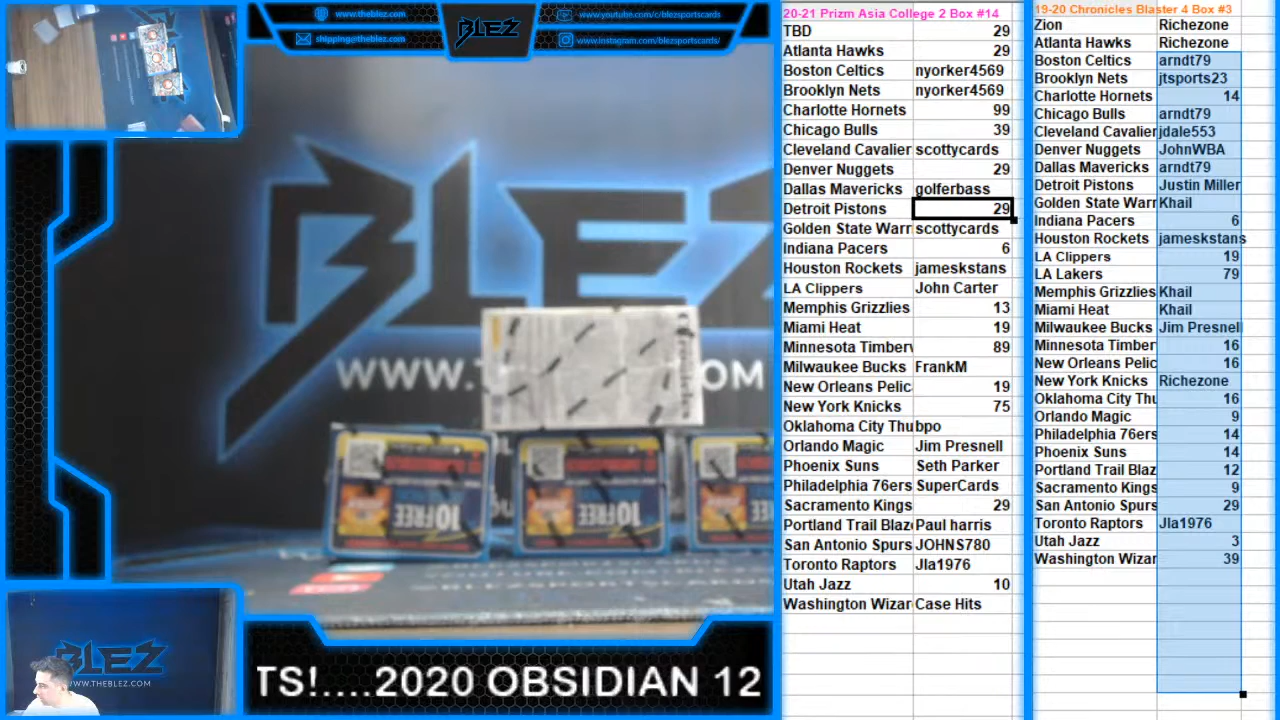 www.theblez.com
shipping@theblez.com
BLEZ
www.youtube.com/c/blezsportscards/
www.instagram.com/blezsportscards/
BLEZ
WWW.T
OM
10 FREE
10 FREE
BLEZ
WWW.THEBLEZ.COM
TS!....2020 OBSIDIAN 12
20-21 Prizm Asia College 2 Box #14
TBD 29
Atlanta Hawks 29
Boston Celtics nyorker4569
Brooklyn Nets nyorker4569
Charlotte Hornets 99
Chicago Bulls 39
Cleveland Cavalier scottycards
Denver Nuggets 29
Dallas Mavericks golferbass
Detroit Pistons 29
Golden State Warr scottycards
Indiana Pacers 6
Houston Rockets jameskstans
LA Clippers John Carter
Memphis Grizzlies 13
Miami Heat 19
Minnesota Timberv 89
Milwaukee Bucks FrankM
New Orleans Pelic 19
New York Knicks 75
Oklahoma City Thu bpo
Orlando Magic Jim Presnell
Phoenix Suns Seth Parker
Philadelphia 76ers SuperCards
Sacramento Kings 29
Portland Trail Blaze Paul harris
San Antonio Spurs JOHNS780
Toronto Raptors Jla1976
Utah Jazz 10
Washington Wizar Case Hits
19-20 Chronicles Blaster 4 Box #3
Zion Richezone
Atlanta Hawks Richezone
Boston Celtics arndt79
Brooklyn Nets jtsports23
Charlotte Hornets 14
Chicago Bulls arndt79
Cleveland Cavalier jdale553
Denver Nuggets JohnWBA
Dallas Mavericks arndt79
Detroit Pistons Justin Miller
Golden State Warr Khail
Indiana Pacers 6
Houston Rockets jameskstans
LA Clippers 19
LA Lakers 79
Memphis Grizzlies Khail
Miami Heat Khail
Milwaukee Bucks Jim Presnell
Minnesota Timber 16
New Orleans Pelic 16
New York Knicks Richezone
Oklahoma City Thu 16
Orlando Magic 9
Philadelphia 76ers 14
Phoenix Suns 14
Portland Trail Blaz 12
Sacramento Kings 9
San Antonio Spurs 29
Toronto Raptors Jla1976
Utah Jazz 3
Washington Wizar 39